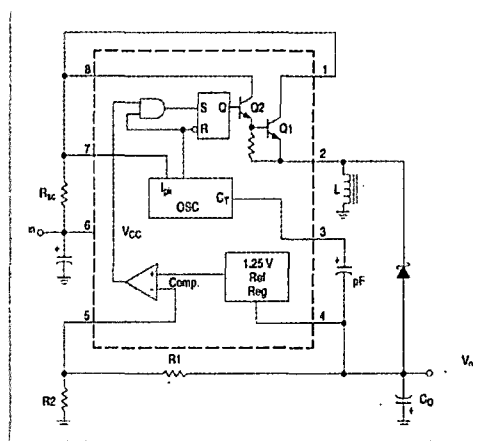 8
1
S Q
Q2
R
Q1
7
2
Ipk
OSC
CT
L
Rsc
in
6
VCC
3
1.25 V
Ref
Reg
+
-
Comp.
+
pF
5
4
R1
R2
CO
+